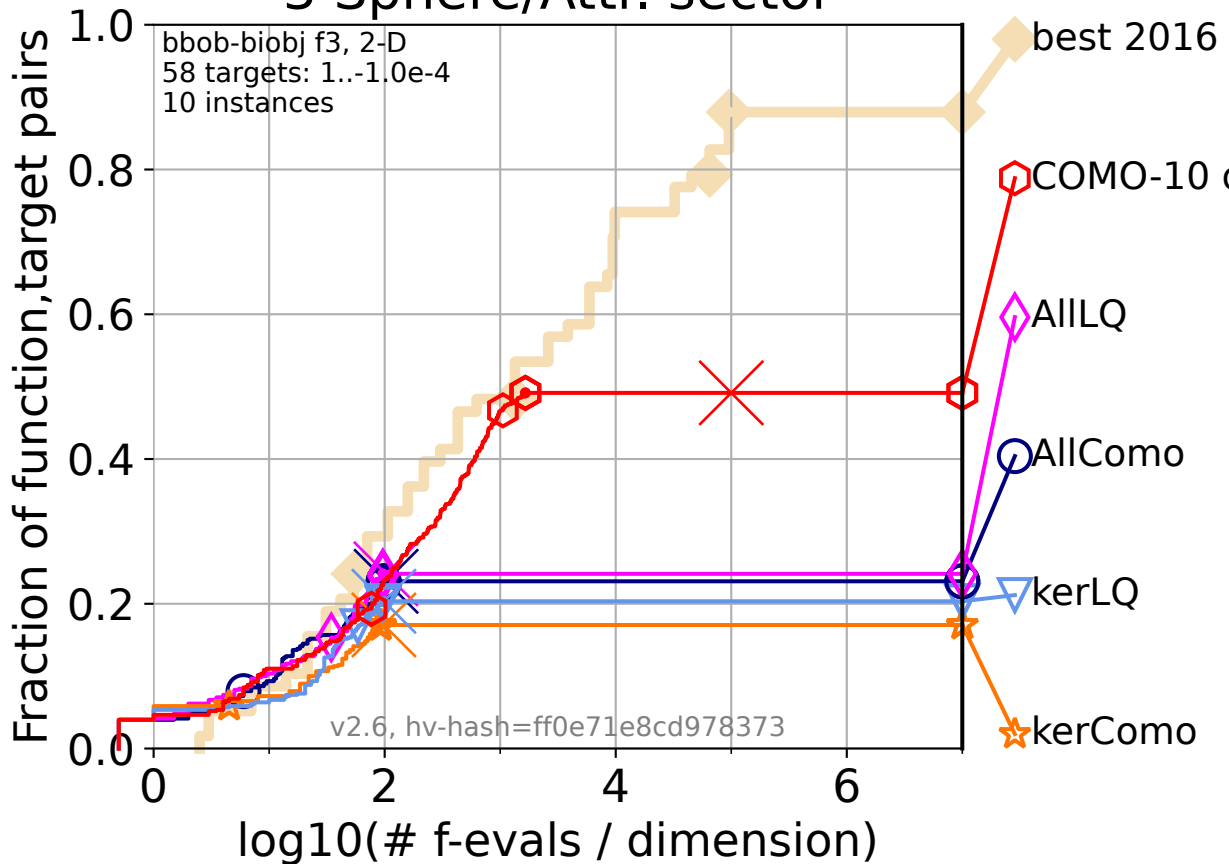 1.0
bbob-biobj f3, 2-D
58 targets: 1..-1.0e-4
10 instances
best 2016
0.8
COMO-10
0.6
AllLQ
0.4
AllComo
0.2
kerLQ
v2.6, hv-hash=ff0e71e8cd978373
kerComo
0.0
0
2
4
6
log10(# f-evals / dimension)
Fraction of function,target pairs